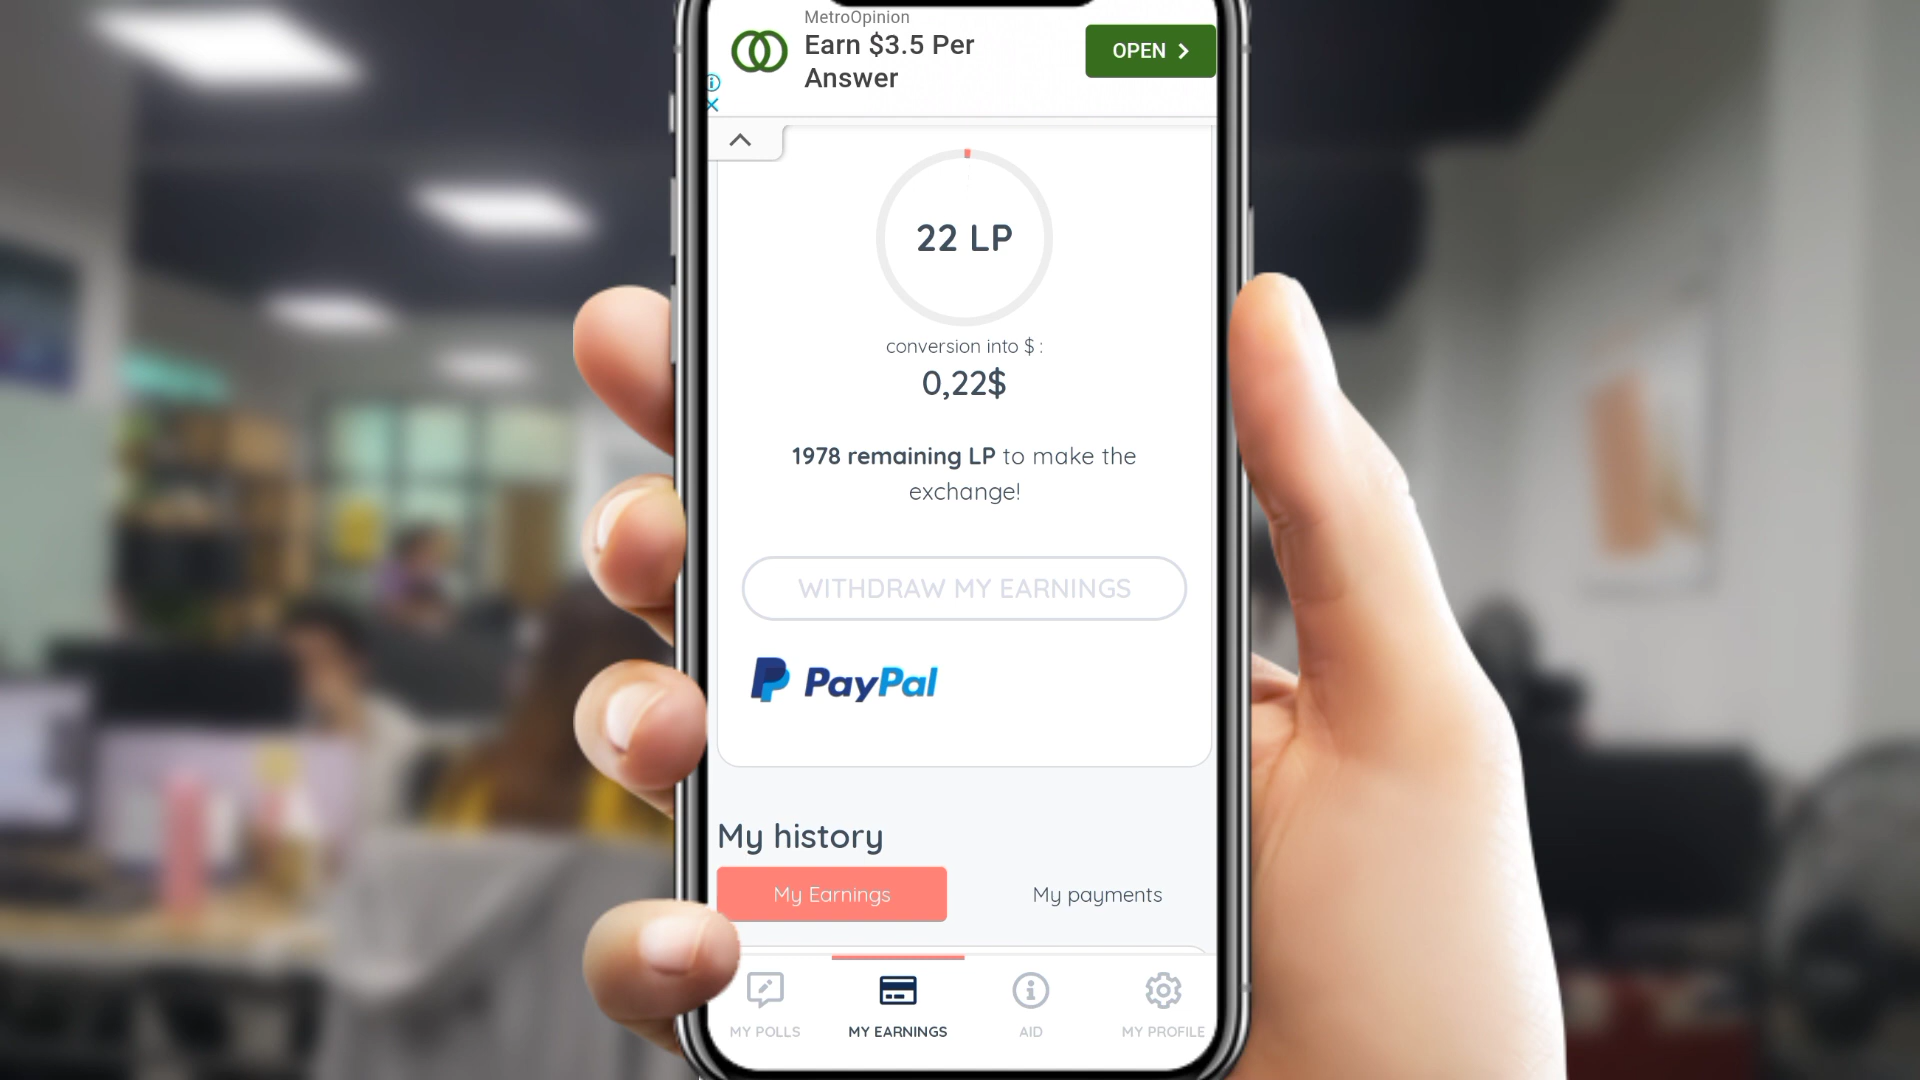 MetroOpinion
Earn $3.5 Per
Answer
OPEN
22 LP
conversion into $ :
0,22$
1978 remaining LP to make the
exchange!
WITHDRAW MY EARNINGS
PayPal
My history
My Earnings
My payments
MY POLLS
MY EARNINGS
AID
MY PROFILE